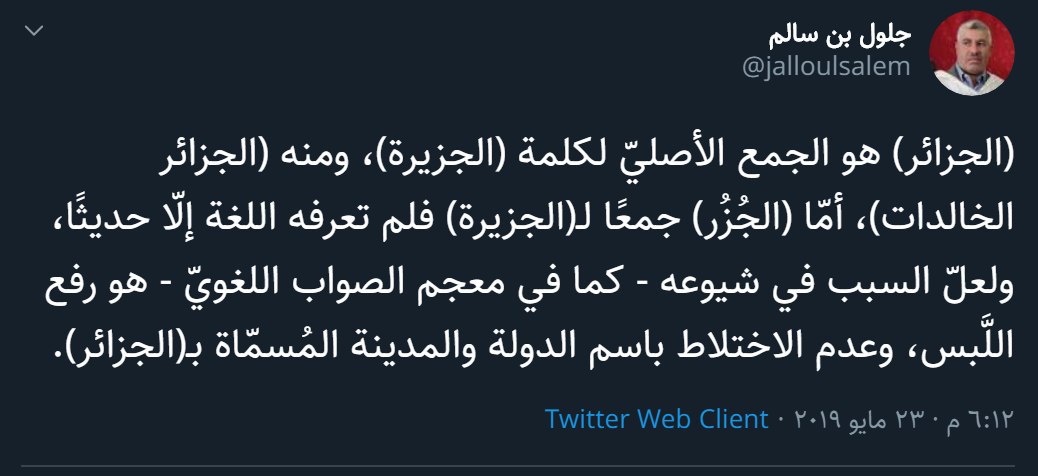 جلول بن سالم
@jalloulsalem
(الجزائر) هو الجمع الأصليّ لكلمة (الجزيرة)، ومنه (الجزائر
الخالدات)، أمّا (الجُزُر) جمعًا لـ(الجزيرة) فلم تعرفه اللغة إلّا حديثًا،
ولعلّ السبب في شيوعه - كما في معجم الصواب اللغويّ - هو رفع
اللَّبس، وعدم الاختلاط باسم الدولة والمدينة المُسمّاة بـ(الجزائر).
٦:١٢ م · ٢٣ مايو ٢٠١٩ · Twitter Web Client